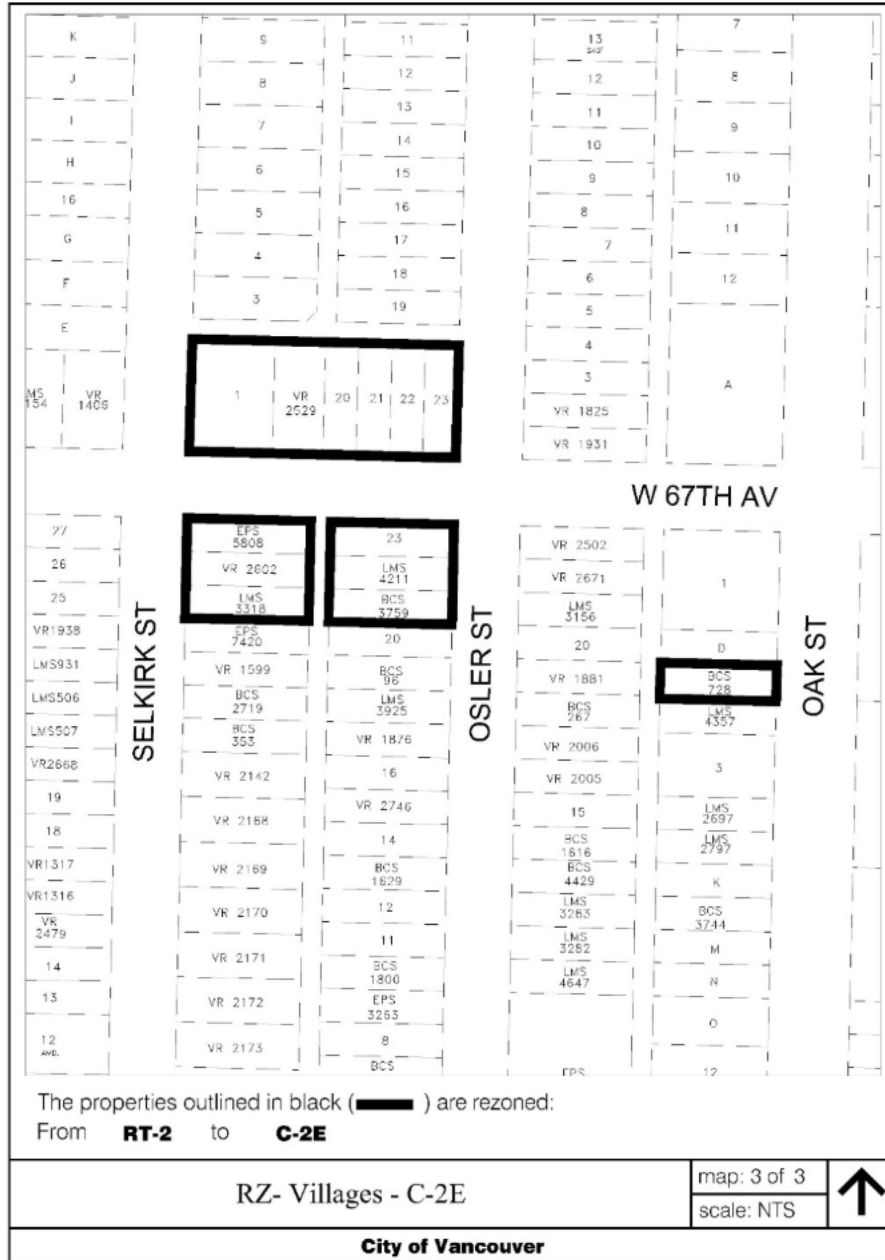 K
J
I
H
16
G
F
E
LMS
154
VR
1409
9
8
7
6
5
4
3
11
12
13
14
15
16
17
18
19
1
VR
2529
20
21
22
23
13
12
11
10
9
8
7
6
5
4
3
VR 1825
VR 1931
7
8
9
10
11
12
A
W 67TH AV
27
26
25
VR1938
LMS931
LMS506
LMS507
VR2668
19
18
VR1317
VR1316
VR
2479
14
13
12
AMD.
SELKIRK ST
EPS
5808
VR 2602
LMS
3318
EPS
7420
VR 1599
BCS
2719
BCS
353
VR 2142
VR 2168
VR 2169
VR 2170
VR 2171
VR 2172
VR 2173
23
LMS
4211
BCS
3759
20
BCS
96
LMS
3925
VR 1876
16
VR 2746
14
BCS
1629
12
11
BCS
1800
EPS
3263
8
BCS
OSLER ST
VR 2502
VR 2671
LMS
3156
20
VR 1881
BCS
267
VR 2006
VR 2005
15
BCS
1616
BCS
4429
LMS
3283
LMS
3282
LMS
4647
EPS
1
D
BCS
728
LMS
4357
3
LMS
2697
LMS
2797
K
BCS
3744
M
N
O
12
OAK ST
The properties outlined in black ( ) are rezoned:
From RT-2 to C-2E
RZ- Villages - C-2E
map: 3 of 3
scale: NTS
City of Vancouver